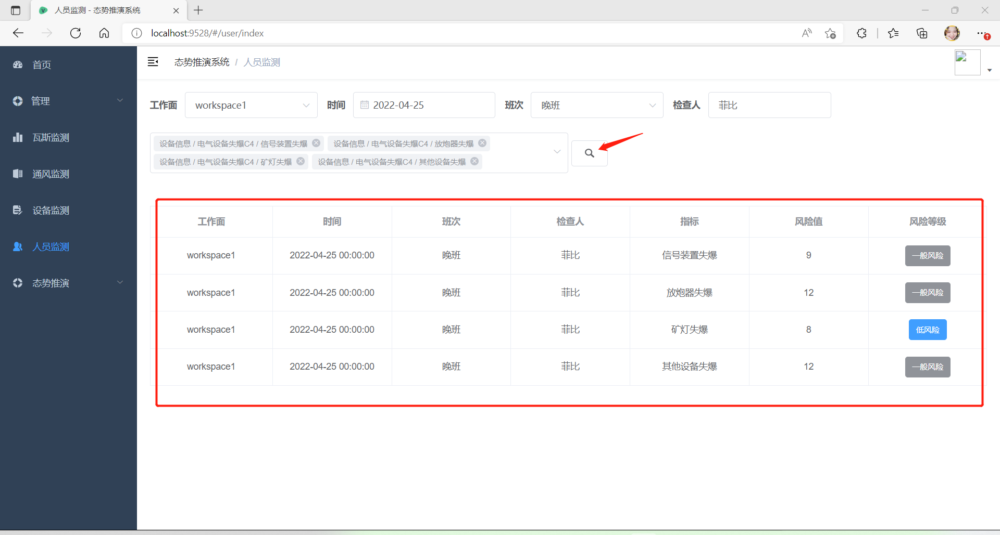 人员监测 - 态势推演系统
localhost:9528/#/user/index
首页
管理
瓦斯监测
通风监测
设备监测
人员监测
态势推演
态势推演系统 / 人员监测
工作面 workspace1 时间 2022-04-25 班次 晚班 检查人 菲比
设备信息 / 电气设备失爆C4 / 信号装置失爆 设备信息 / 电气设备失爆C4 / 放炮器失爆
设备信息 / 电气设备失爆C4 / 矿灯失爆 设备信息 / 电气设备失爆C4 / 其他设备失爆
工作面 时间 班次 检查人 指标 风险值 风险等级
workspace1 2022-04-25 00:00:00 晚班 菲比 信号装置失爆 9 一般风险
workspace1 2022-04-25 00:00:00 晚班 菲比 放炮器失爆 12 一般风险
workspace1 2022-04-25 00:00:00 晚班 菲比 矿灯失爆 8 低风险
workspace1 2022-04-25 00:00:00 晚班 菲比 其他设备失爆 12 一般风险